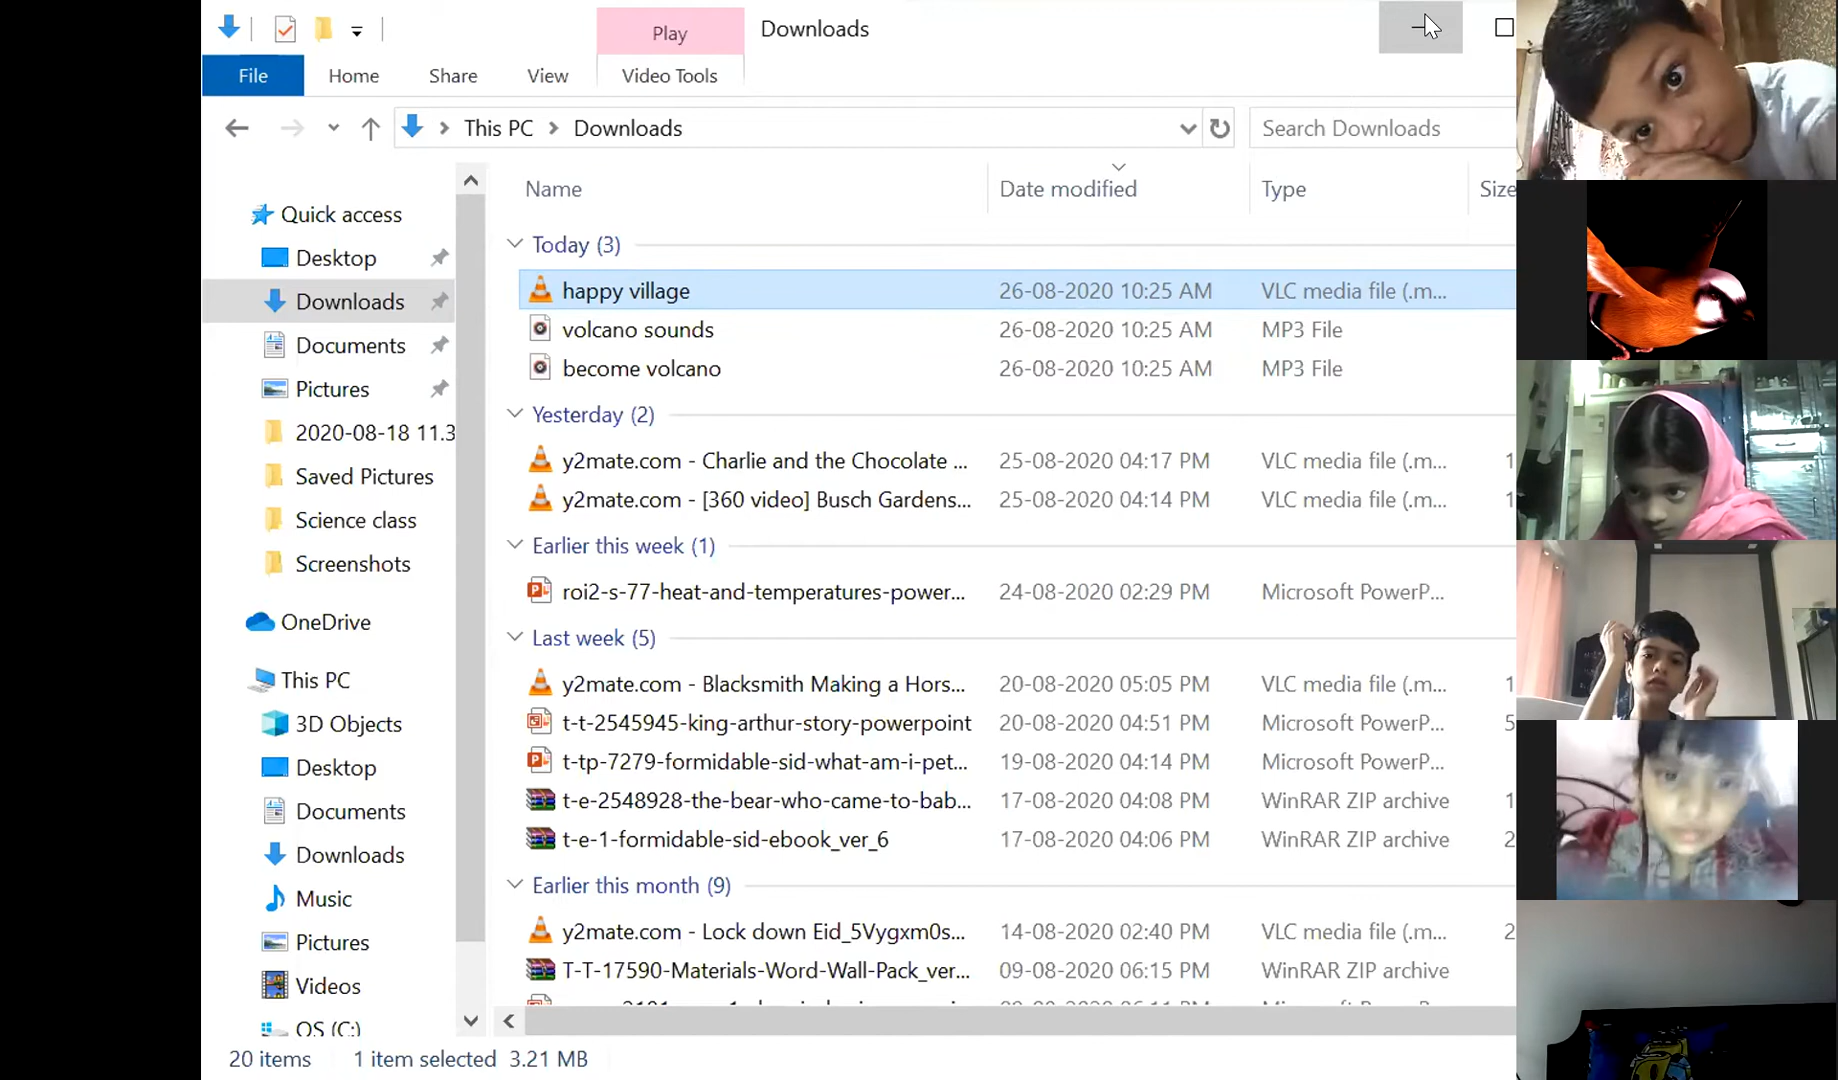 Play
Downloads
File
Home
Share
View
Video Tools
This PC
Downloads
Search Downloads
Name
Date modified
Type
Size
Quick access
Desktop
Downloads
Documents
Pictures
2020-08-18 11.3
Saved Pictures
Science class
Screenshots
OneDrive
This PC
3D Objects
Desktop
Documents
Downloads
Music
Pictures
Videos
OS (C:)
Today (3)
happy village 26-08-2020 10:25 AM VLC media file (.m...
volcano sounds 26-08-2020 10:25 AM MP3 File
become volcano 26-08-2020 10:25 AM MP3 File
Yesterday (2)
y2mate.com - Charlie and the Chocolate ... 25-08-2020 04:17 PM VLC media file (.m... 1
y2mate.com - [360 video] Busch Gardens... 25-08-2020 04:14 PM VLC media file (.m... 1
Earlier this week (1)
roi2-s-77-heat-and-temperatures-power... 24-08-2020 02:29 PM Microsoft PowerP...
Last week (5)
y2mate.com - Blacksmith Making a Hors... 20-08-2020 05:05 PM VLC media file (.m... 1
t-t-2545945-king-arthur-story-powerpoint 20-08-2020 04:51 PM Microsoft PowerP... 5
t-tp-7279-formidable-sid-what-am-i-pet... 19-08-2020 04:14 PM Microsoft PowerP...
t-e-2548928-the-bear-who-came-to-bab... 17-08-2020 04:08 PM WinRAR ZIP archive 1
t-e-1-formidable-sid-ebook_ver_6 17-08-2020 04:06 PM WinRAR ZIP archive 2
Earlier this month (9)
y2mate.com - Lock down Eid_5Vygxm0s... 14-08-2020 02:40 PM VLC media file (.m... 2
T-T-17590-Materials-Word-Wall-Pack_ver... 09-08-2020 06:15 PM WinRAR ZIP archive
20 items 1 item selected 3.21 MB